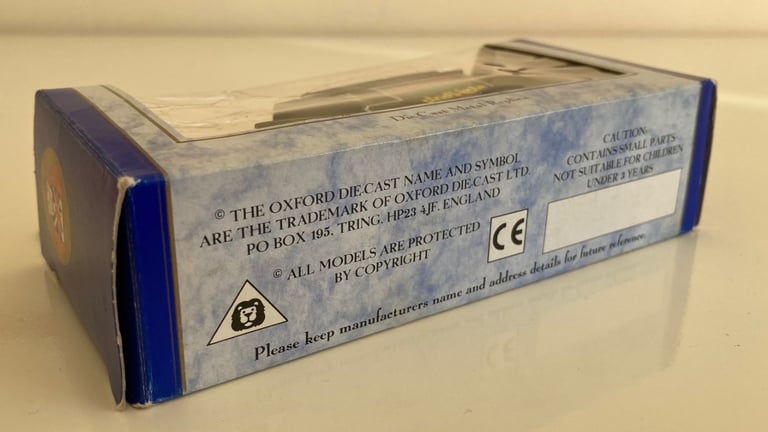 Die-Cast Metal Replica
© THE OXFORD DIE-CAST NAME AND SYMBOL
ARE THE TRADEMARK OF OXFORD DIE-CAST LTD.
PO BOX 195, TRING, HP23 4JF, ENGLAND
© ALL MODELS ARE PROTECTED
BY COPYRIGHT
CE
CAUTION:
CONTAINS SMALL PARTS
NOT SUITABLE FOR CHILDREN
UNDER 3 YEARS
Please keep manufacturers name and address details for future reference.